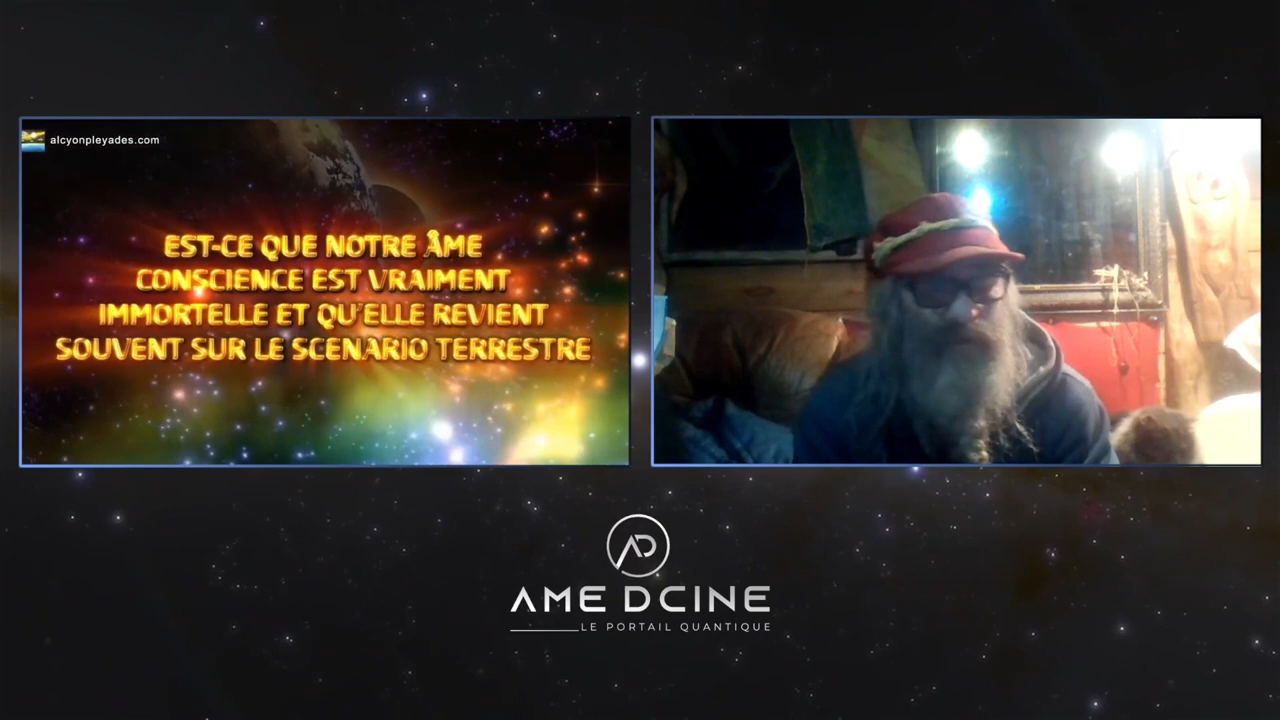 alcyonpleyades.com
EST-CE QUE NOTRE ÂME
CONSCIENCE EST VRAIMENT
IMMORTELLE ET QU'ELLE REVIENT
SOUVENT SUR LE SCENARIO TERRESTRE
AD
AME DCINE
LE PORTAIL QUANTIQUE